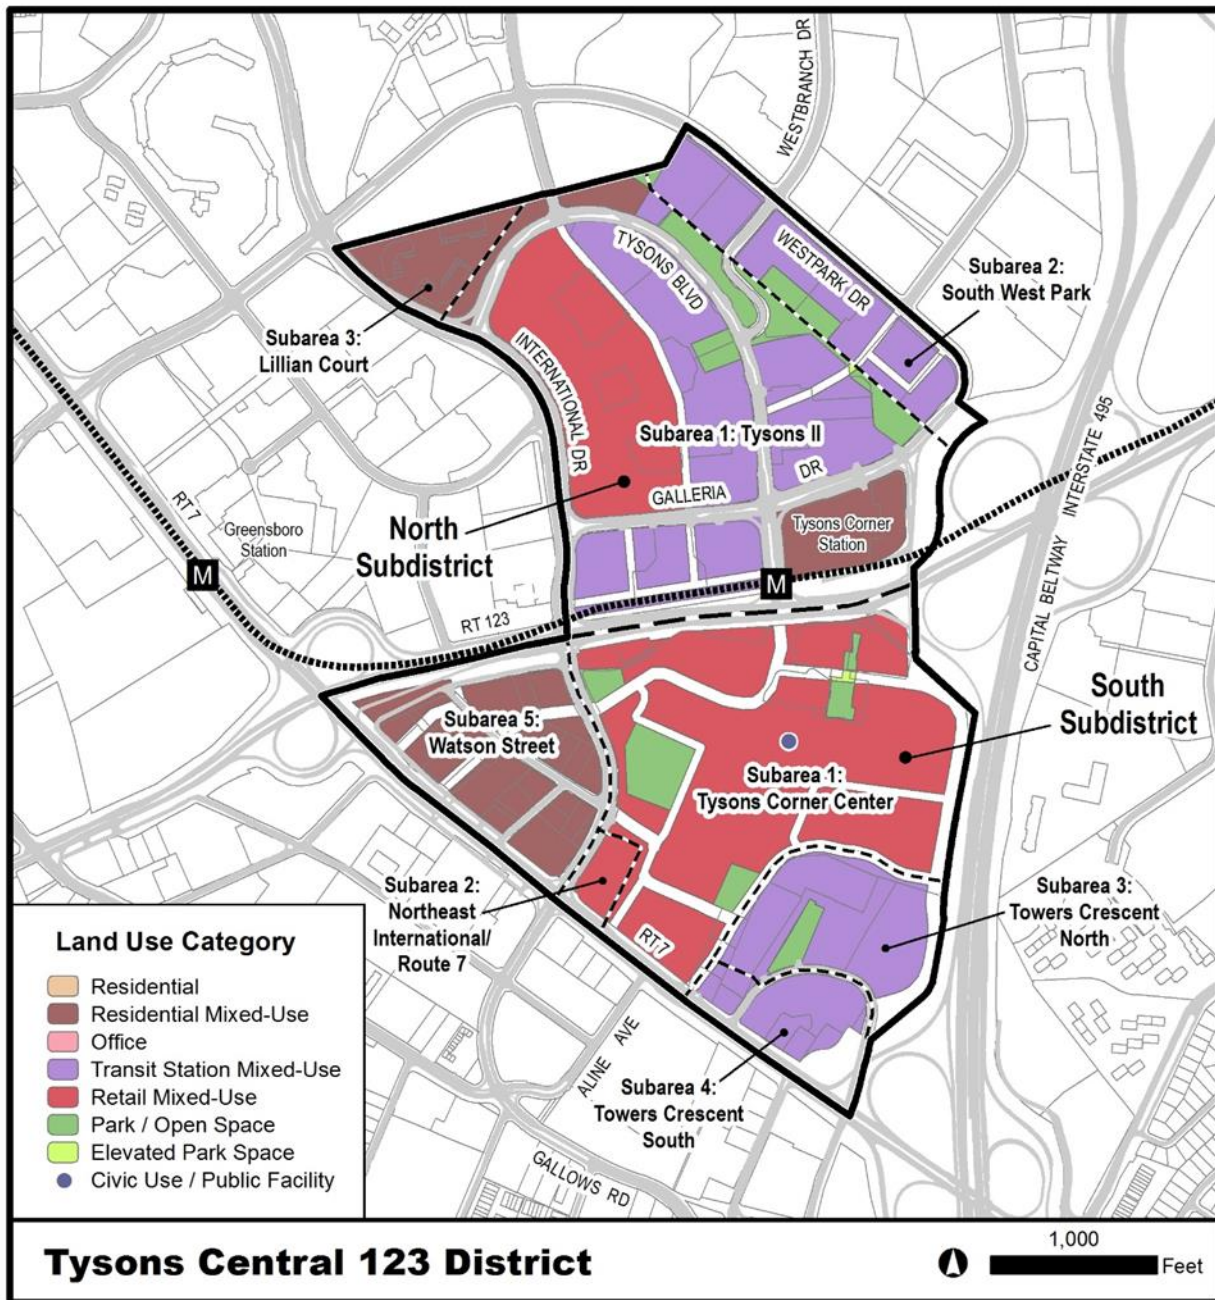 WESTBRANCH DR
TYSONS BLVD
WESTPARK DR
Subarea 2:
South West Park
Subarea 3:
Lillian Court
INTERNATIONAL DR
Subarea 1: Tysons II
GALLERIA DR
Tysons Corner
Station
North
Subdistrict
RT 7
Greensboro
Station
M
M
RT 123
CAPITAL BELTWAY INTERSTATE 495
South
Subdistrict
Subarea 5:
Watson Street
Subarea 1:
Tysons Corner Center
Subarea 2:
Northeast
International/
Route 7
RT 7
Subarea 3:
Towers Crescent
North
Subarea 4:
Towers Crescent
South
ALINE AVE
GALLOWS RD
Land Use Category
Residential
Residential Mixed-Use
Office
Transit Station Mixed-Use
Retail Mixed-Use
Park / Open Space
Elevated Park Space
Civic Use / Public Facility
Tysons Central 123 District
1,000
Feet